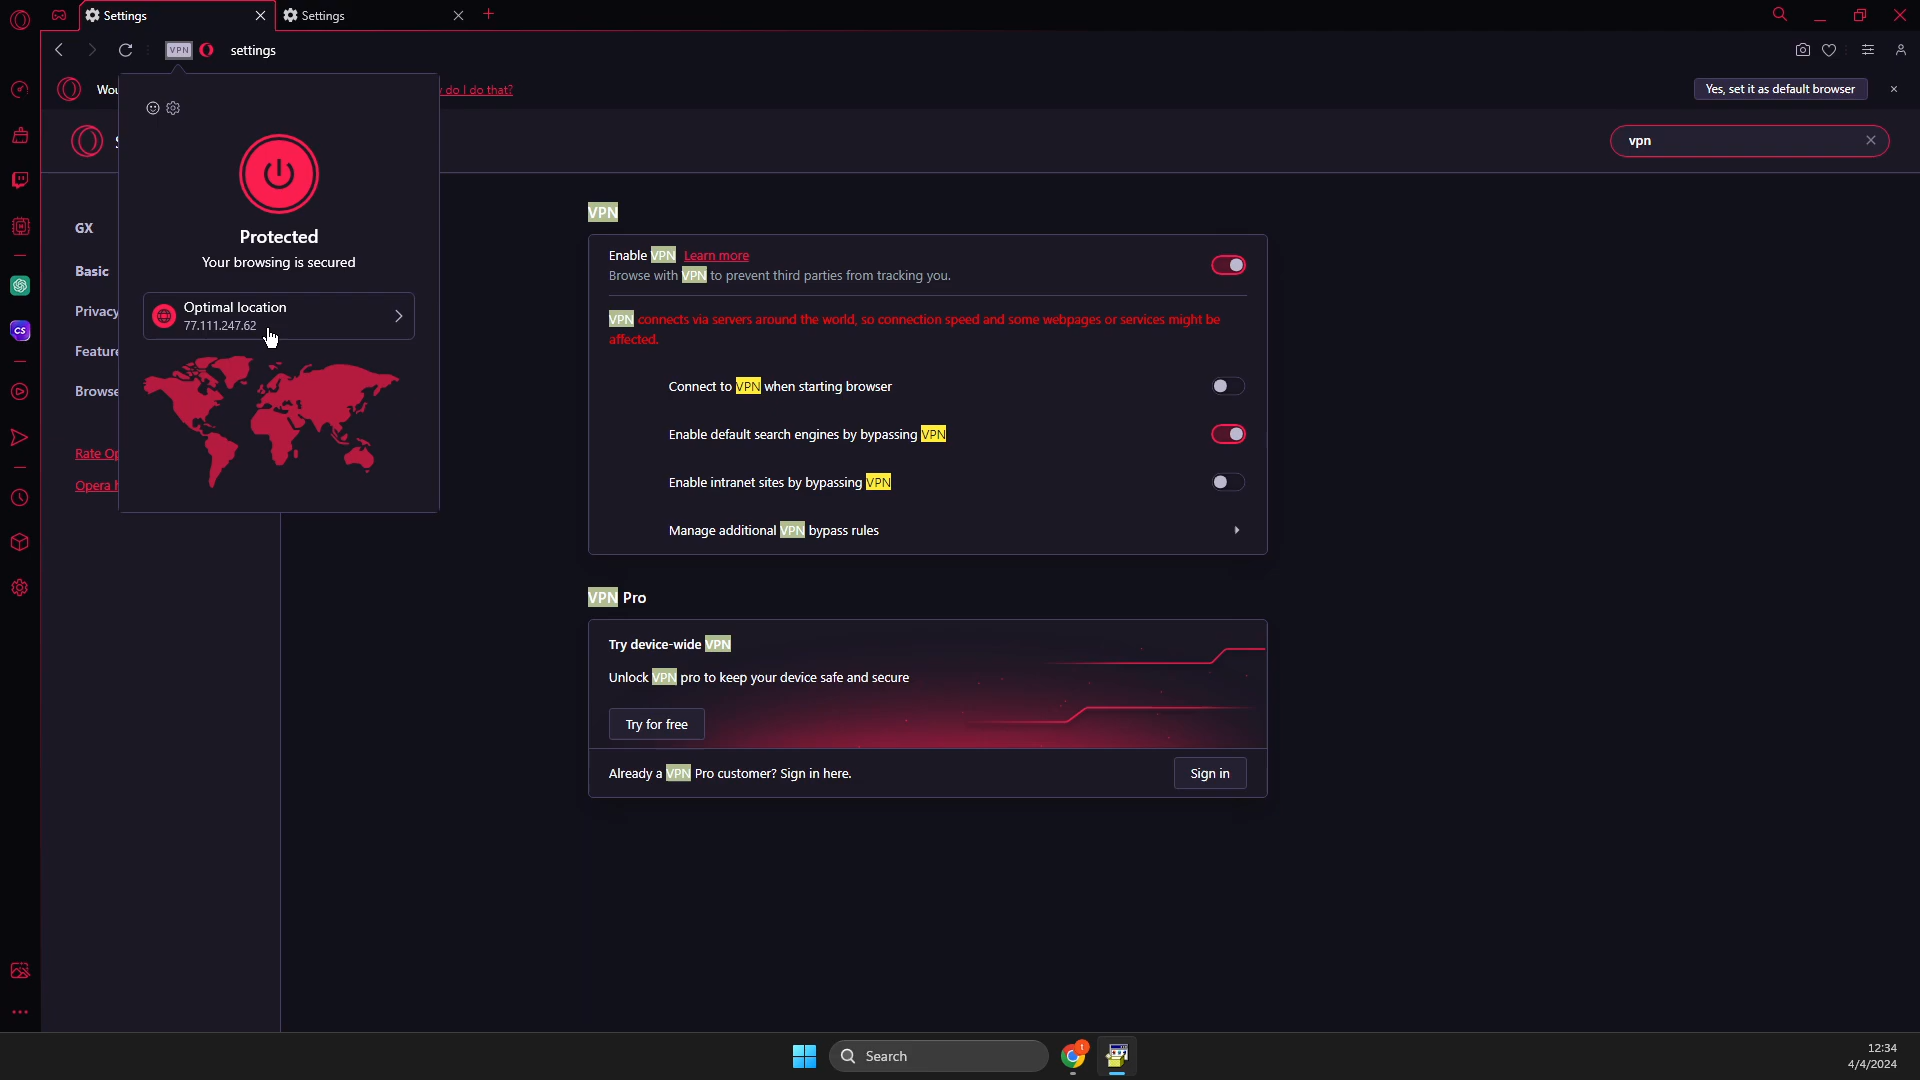 Settings
Settings
VPN
settings
Wou
do I do that?
Yes, set it as default browser
vpn
Protected
Your browsing is secured
Optimal location
77.111.247.62
GX
Basic
Privacy
Feature
Browse
Rate Op
Opera h
VPN
Enable VPN Learn more
Browse with VPN to prevent third parties from tracking you.
VPN connects via servers around the world, so connection speed and some webpages or services might be
affected.
Connect to VPN when starting browser
Enable default search engines by bypassing VPN
Enable intranet sites by bypassing VPN
Manage additional VPN bypass rules
VPN Pro
Try device-wide VPN
Unlock VPN pro to keep your device safe and secure
Try for free
Already a VPN Pro customer? Sign in here.
Sign in
CS
Search
12:34
4/4/2024